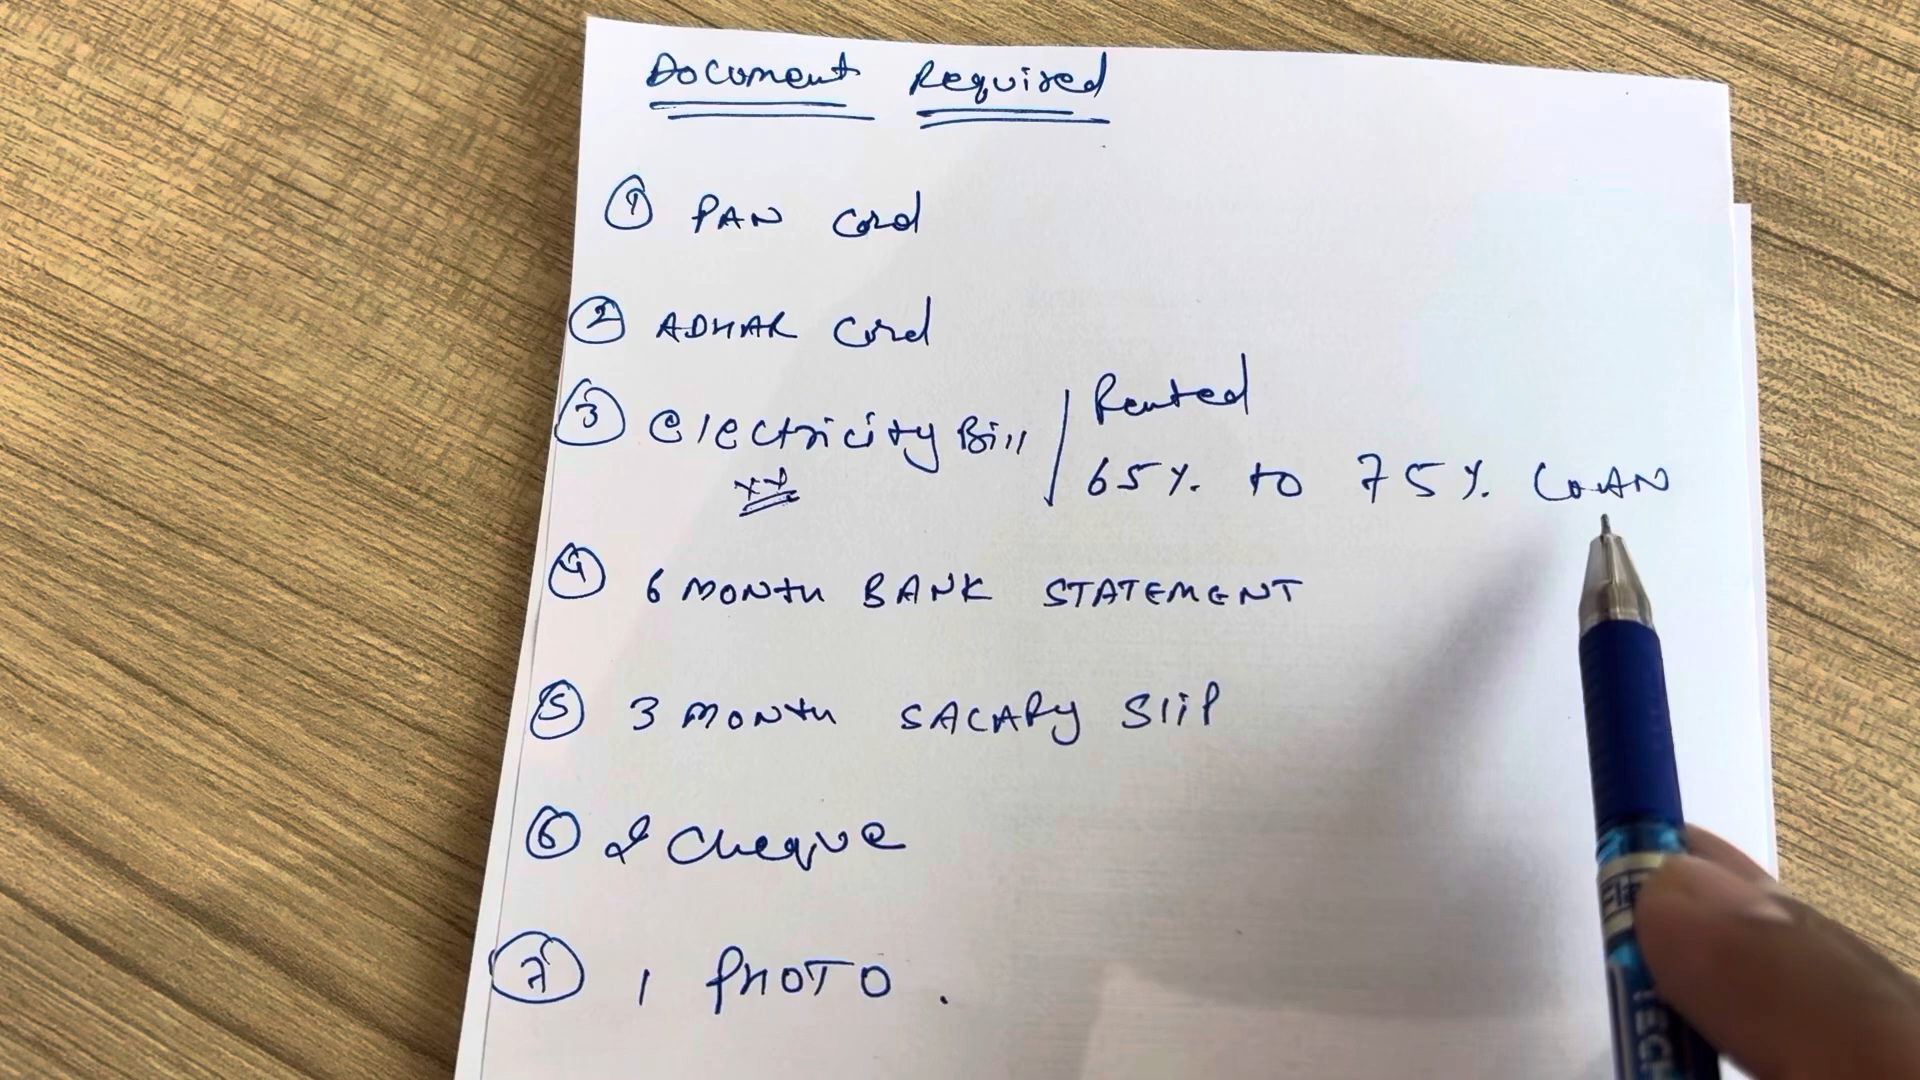 Document Required
① PAN Card
② ADHAR Card
③ Electricity Bill / Rented
65% to 75% LOAN
④ 6 MONTH BANK STATEMENT
⑤ 3 MONTH SALARY Slip
⑥ 2 Cheque
⑦ 1 PHOTO.